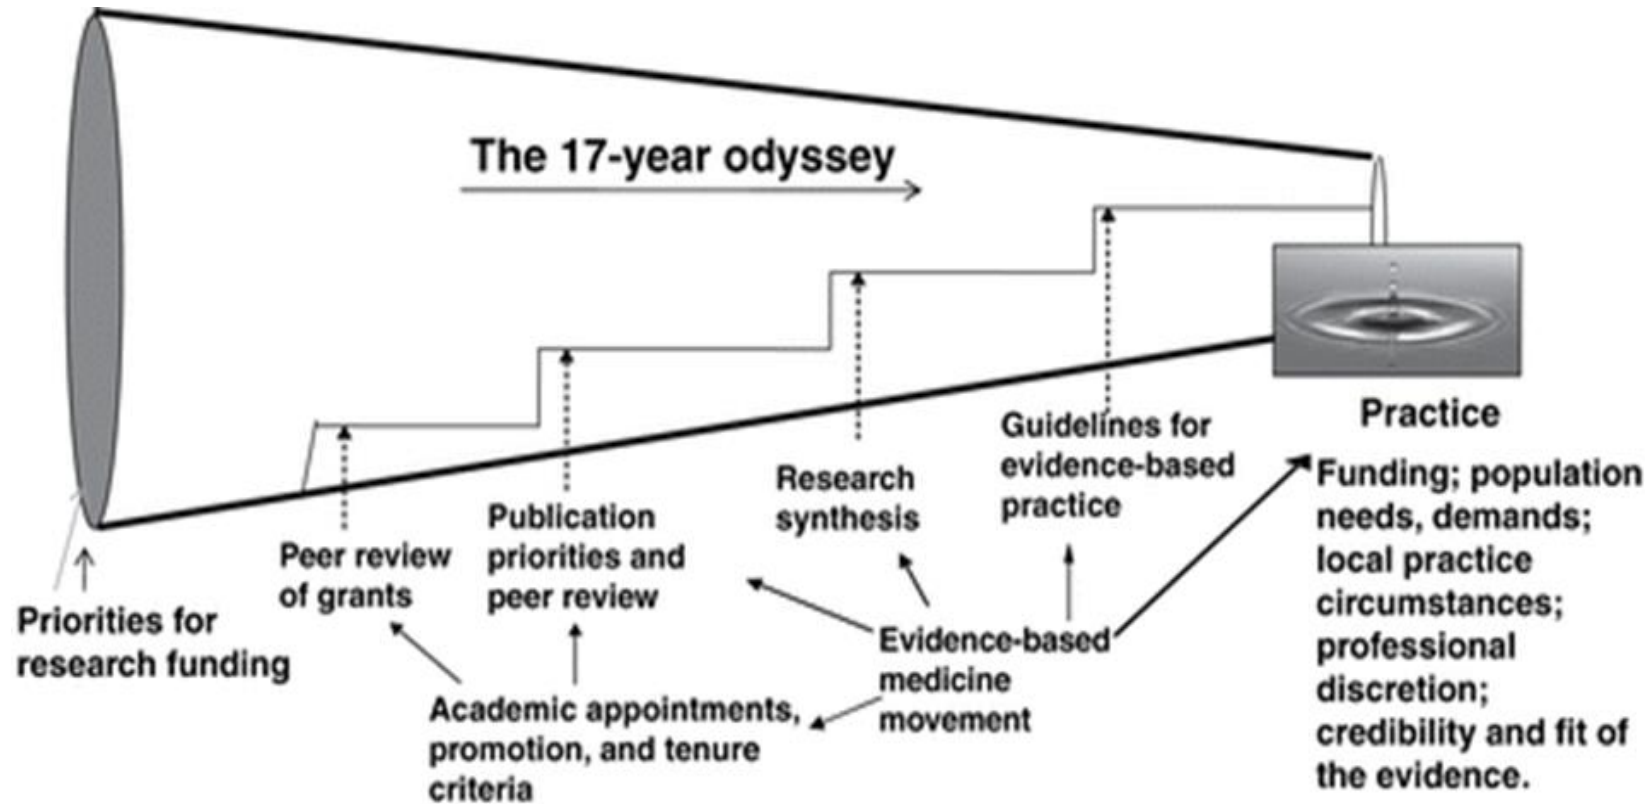 The 17-year odyssey
Priorities for
research funding
Peer review
of grants
Publication
priorities and
peer review
Research
synthesis
Guidelines for
evidence-based
practice
Academic appointments,
promotion, and tenure
criteria
Evidence-based
medicine
movement
Practice
Funding; population
needs, demands;
local practice
circumstances;
professional
discretion;
credibility and fit of
the evidence.